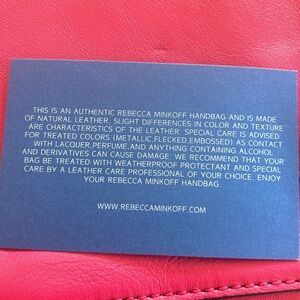 THIS IS AN AUTHENTIC REBECCA MINKOFF HANDBAG AND IS MADE
OF NATURAL LEATHER. SLIGHT DIFFERENCES IN COLOR AND TEXTURE
ARE CHARACTERISTICS OF THE LEATHER. SPECIAL CARE IS ADVISED
FOR TREATED COLORS (METALLIC,FLECKED,EMBOSSED) AS CONTACT
WITH LACQUER,PERFUME,AND ANYTHING CONTAINING ALCOHOL
AND DERIVATIVES CAN CAUSE DAMAGE. WE RECOMMEND THAT YOUR
BAG BE TREATED WITH WEATHERPROOF PROTECTANT AND SPECIAL
CARE BY A LEATHER CARE PROFESSIONAL OF YOUR CHOICE. ENJOY
YOUR REBECCA MINKOFF HANDBAG.
WWW.REBECCAMINKOFF.COM